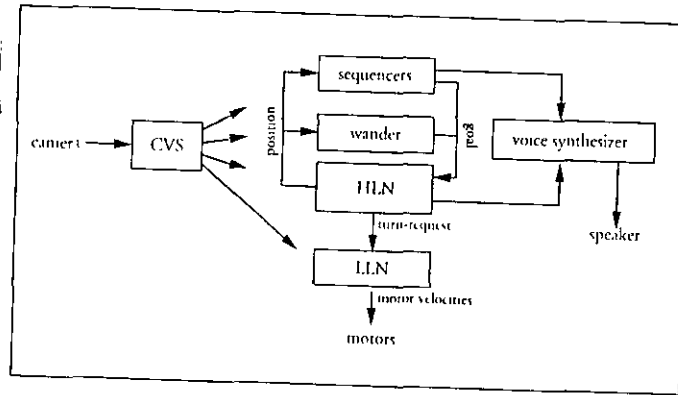 sequencers
camera
CVS
position
wander
goal
voice synthesizer
HLN
turn-request
speaker
LLN
motor velocities
motors